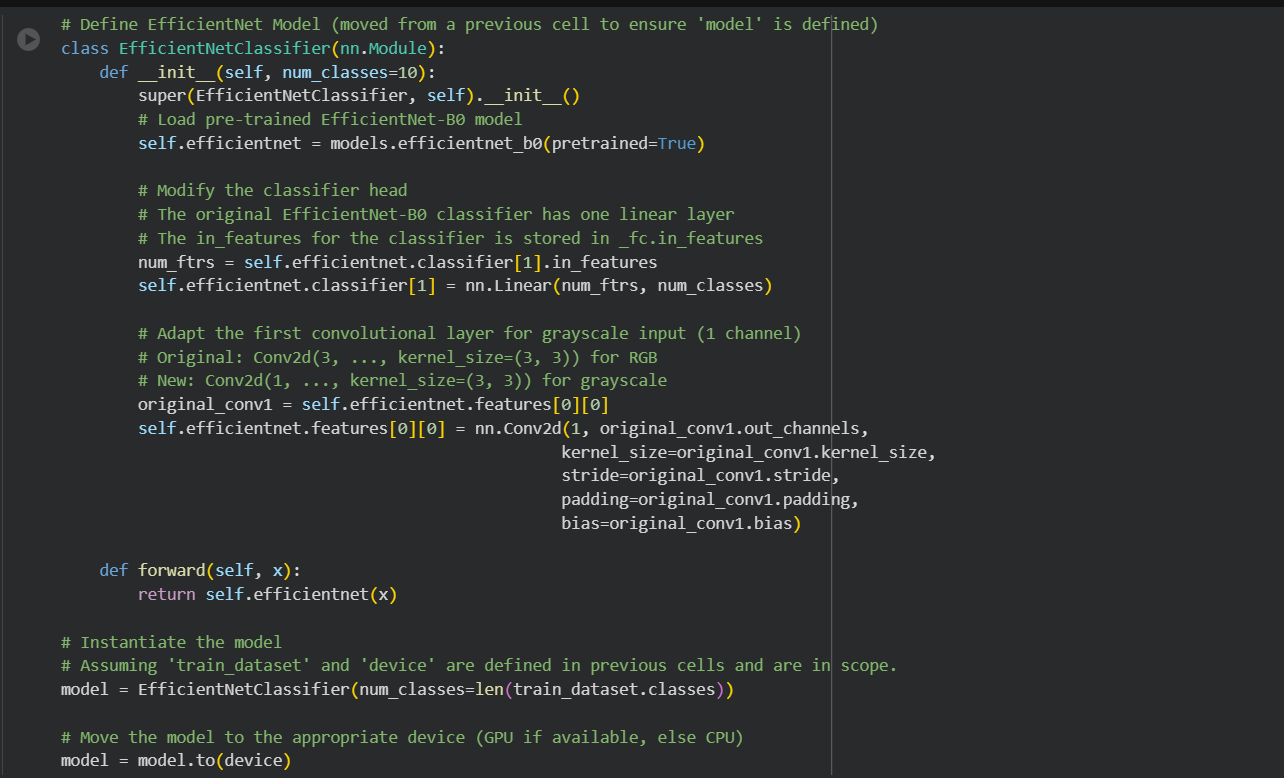 # Define EfficientNet Model (moved from a previous cell to ensure 'model' is defined)
class EfficientNetClassifier(nn.Module):
    def __init__(self, num_classes=10):
        super(EfficientNetClassifier, self).__init__()
        # Load pre-trained EfficientNet-B0 model
        self.efficientnet = models.efficientnet_b0(pretrained=True)

        # Modify the classifier head
        # The original EfficientNet-B0 classifier has one linear layer
        # The in_features for the classifier is stored in _fc.in_features
        num_ftrs = self.efficientnet.classifier[1].in_features
        self.efficientnet.classifier[1] = nn.Linear(num_ftrs, num_classes)

        # Adapt the first convolutional layer for grayscale input (1 channel)
        # Original: Conv2d(3, ..., kernel_size=(3, 3)) for RGB
        # New: Conv2d(1, ..., kernel_size=(3, 3)) for grayscale
        original_conv1 = self.efficientnet.features[0][0]
        self.efficientnet.features[0][0] = nn.Conv2d(1, original_conv1.out_channels,
                                                    kernel_size=original_conv1.kernel_size,
                                                    stride=original_conv1.stride,
                                                    padding=original_conv1.padding,
                                                    bias=original_conv1.bias)

    def forward(self, x):
        return self.efficientnet(x)

# Instantiate the model
# Assuming 'train_dataset' and 'device' are defined in previous cells and are in scope.
model = EfficientNetClassifier(num_classes=len(train_dataset.classes))

# Move the model to the appropriate device (GPU if available, else CPU)
model = model.to(device)